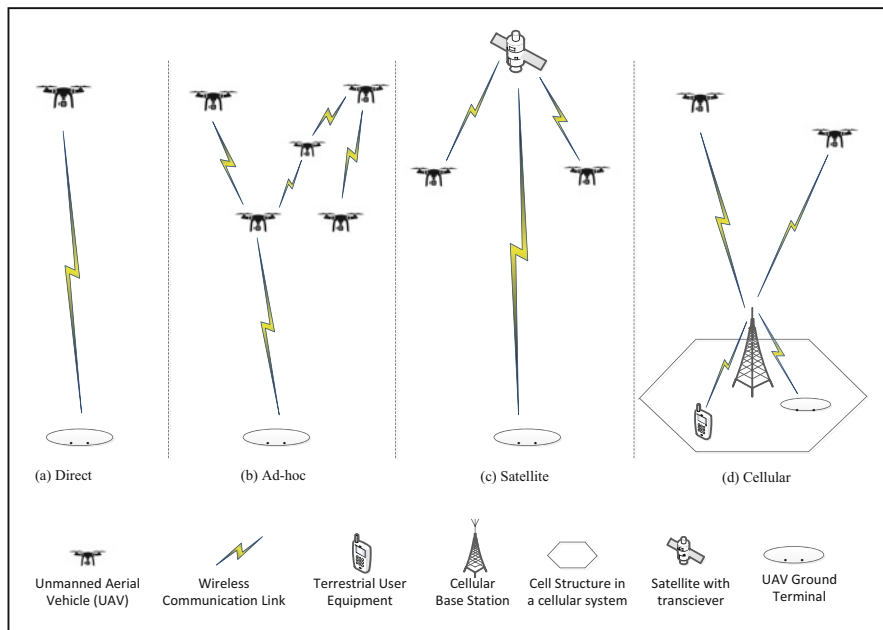 (a) Direct
(b) Ad-hoc
(c) Satellite
(d) Cellular
Unmanned Aerial
Vehicle (UAV)
Wireless
Communication Link
Terrestrial User
Equipment
Cellular
Base Station
Cell Structure in
a cellular system
Satellite with
transciever
UAV Ground
Terminal